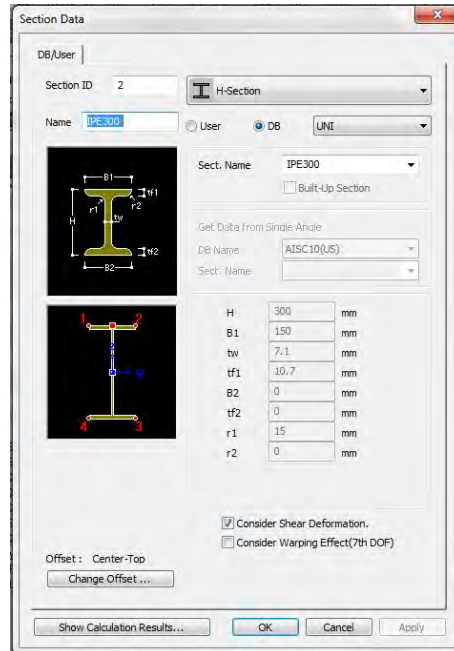 Section Data
DB/User
Section ID 2 H-Section
Name IPE300 User DB UNI
Sect. Name IPE300
Built-Up Section
Get Data from Single Angle
DB Name AISC10(US)
Sect. Name
B1 tf1
r1 r2
H tw
tf2
B2
1 2
4 3
H 300 mm
B1 150 mm
tw 7.1 mm
tf1 10.7 mm
B2 0 mm
tf2 0 mm
r1 15 mm
r2 0 mm
Consider Shear Deformation.
Consider Warping Effect(7th DOF)
Offset : Center-Top
Change Offset ...
Show Calculation Results... OK Cancel Apply